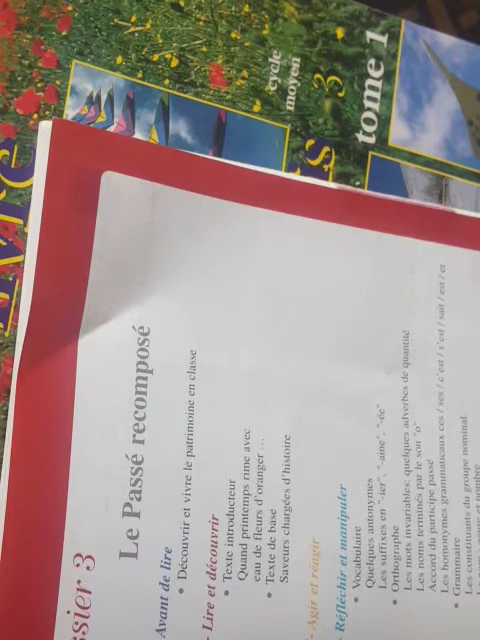 cycle
moyen
3
tome 1
ssier 3
Le Passé recomposé
Avant de lire
• Découvrir et vivre le patrimoine en classe
Lire et découvrir
• Texte introducteur
Quand printemps rime avec
eau de fleurs d'oranger ...
• Texte de base
Saveurs chargées d'histoire
Agir et réagir
Réfléchir et manipuler
• Vocabulaire
Quelques antonymes
Les suffixes en "-ier", "-aine", "-ée"
• Orthographe
Les mots invariables: quelques adverbes de quantité
Les noms terminés par le son "o"
Accord du participe passé
Les homonymes grammaticaux ces / ses / c'est / s'est / sait / est / et
• Grammaire
Les constituants du groupe nominal